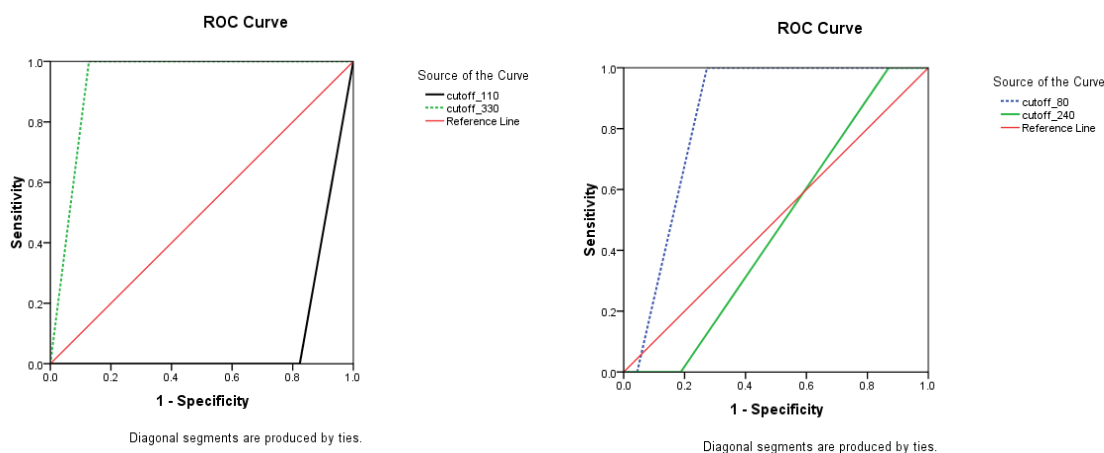 ROC Curve
Source of the Curve
cutoff_110
cutoff_330
Reference Line
Sensitivity
1.0
0.8
0.6
0.4
0.2
0.0
0.0 0.2 0.4 0.6 0.8 1.0
1 - Specificity
Diagonal segments are produced by ties.
ROC Curve
Source of the Curve
cutoff_80
cutoff_240
Reference Line
Sensitivity
1.0
0.8
0.6
0.4
0.2
0.0
0.0 0.2 0.4 0.6 0.8 1.0
1 - Specificity
Diagonal segments are produced by ties.